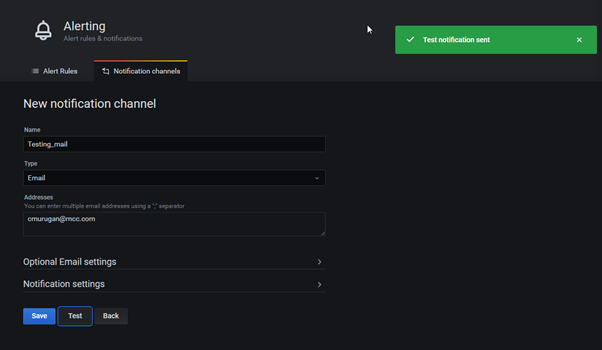 Alerting
Alert rules & notifications
Test notification sent
Alert Rules
Notification channels
New notification channel
Name
Testing_mail
Type
Email
Addresses
You can enter multiple email addresses using a ";" separator
cmurugan@mcc.com
Optional Email settings
Notification settings
Save
Test
Back